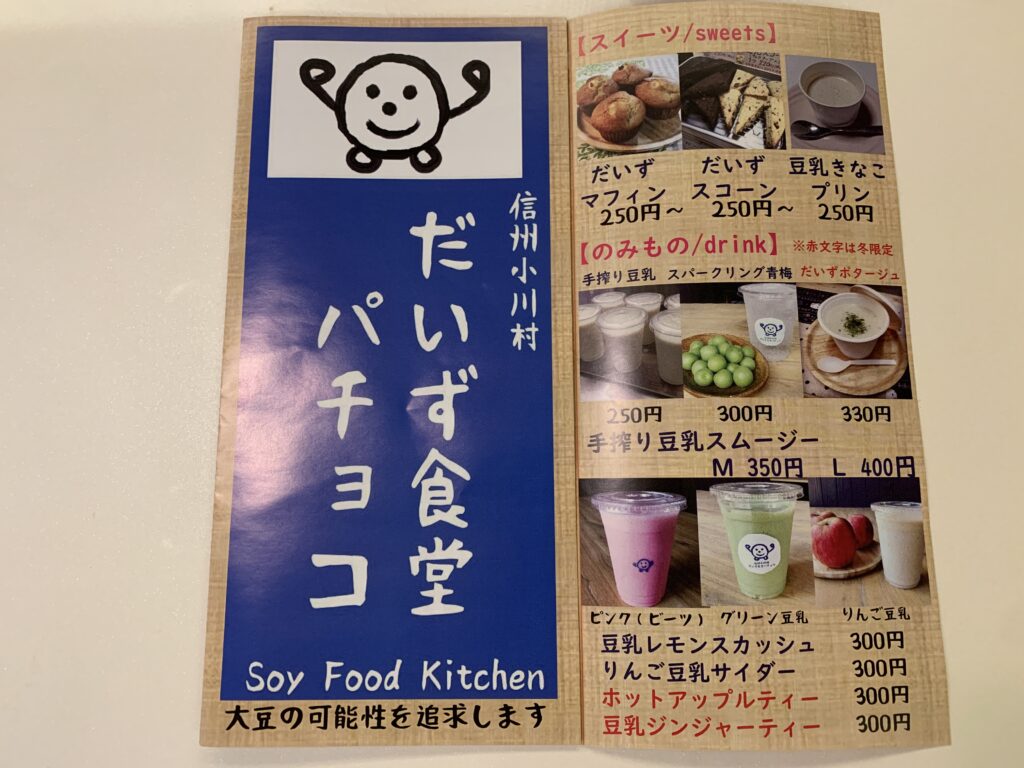 信州小川村
だいず食堂
パチョコ
Soy Food Kitchen
大豆の可能性を追求します
【スイーツ/sweets】
だいず
マフィン
250円～
だいず
スコーン
250円～
豆乳きなこ
プリン
250円
【のみもの/drink】 ※赤文字は冬限定
手搾り豆乳 スパークリング青梅 だいずポタージュ
250円 300円 330円
手搾り豆乳スムージー
M 350円 L 400円
ピンク(ビーツ) グリーン豆乳 りんご豆乳
豆乳レモンスカッシュ 300円
りんご豆乳サイダー 300円
ホットアップルティー 300円
豆乳ジンジャーティー 300円